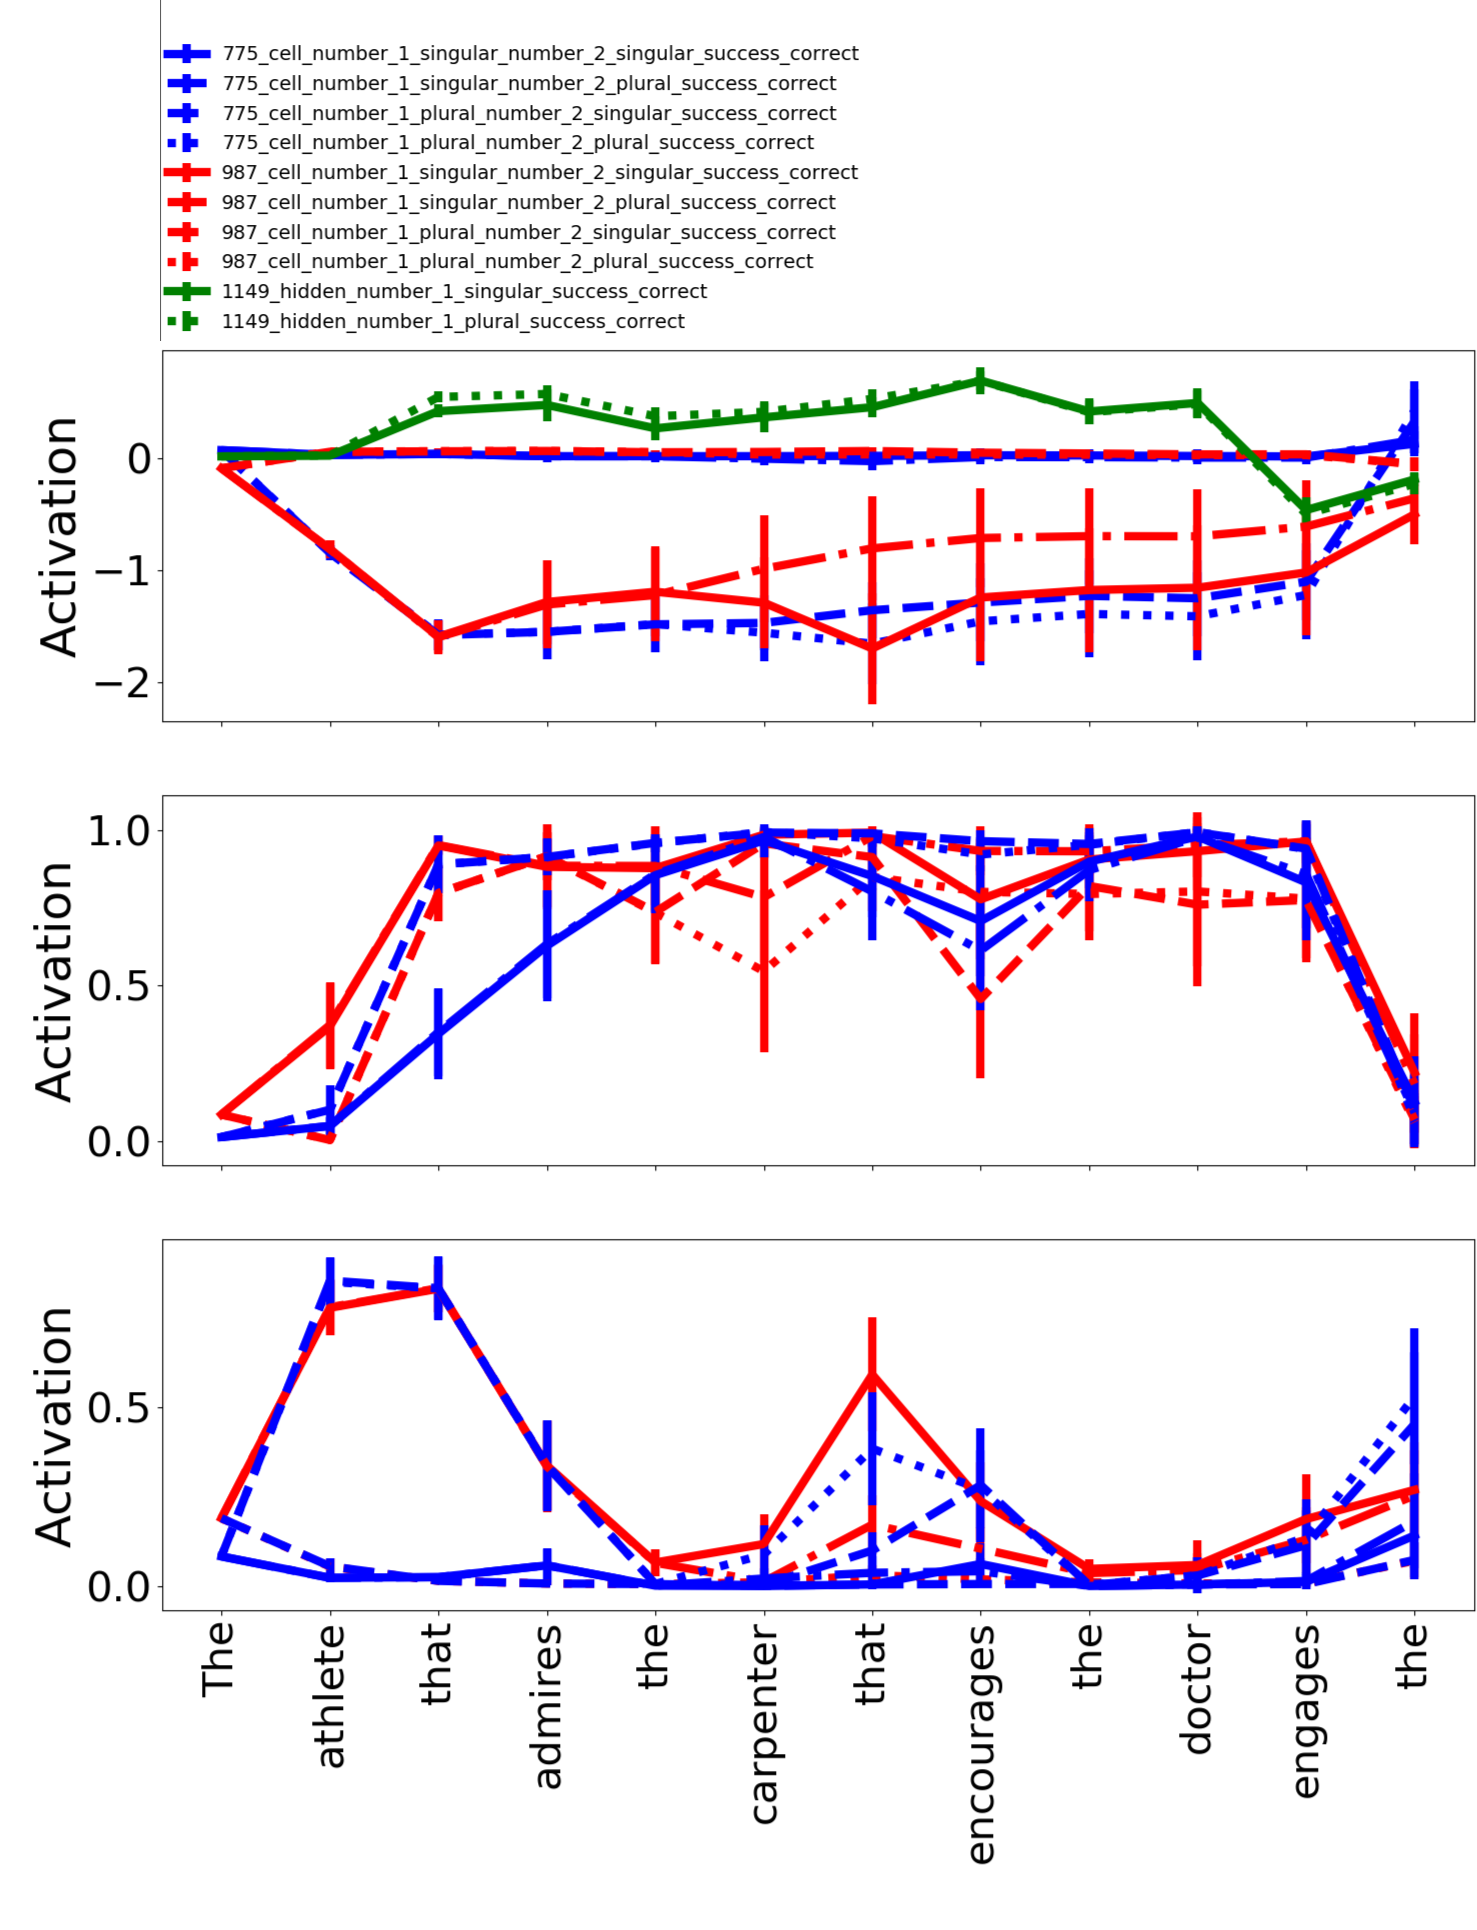 775_cell_number_1_singular_number_2_singular_success_correct
775_cell_number_1_singular_number_2_plural_success_correct
775_cell_number_1_plural_number_2_singular_success_correct
775_cell_number_1_plural_number_2_plural_success_correct
987_cell_number_1_singular_number_2_singular_success_correct
987_cell_number_1_singular_number_2_plural_success_correct
987_cell_number_1_plural_number_2_singular_success_correct
987_cell_number_1_plural_number_2_plural_success_correct
1149_hidden_number_1_singular_success_correct
1149_hidden_number_1_plural_success_correct
Activation
0
−1
−2
Activation
1.0
0.5
0.0
Activation
0.5
0.0
The
athlete
that
admires
the
carpenter
that
encourages
the
doctor
engages
the